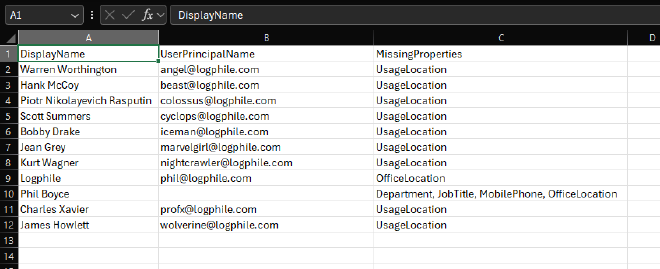 A1 fx DisplayName
A B C D
1 DisplayName UserPrincipalName MissingProperties
2 Warren Worthington angel@logphile.com UsageLocation
3 Hank McCoy beast@logphile.com UsageLocation
4 Piotr Nikolayevich Rasputin colossus@logphile.com UsageLocation
5 Scott Summers cyclops@logphile.com UsageLocation
6 Bobby Drake iceman@logphile.com UsageLocation
7 Jean Grey marvelgirl@logphile.com UsageLocation
8 Kurt Wagner nightcrawler@logphile.com UsageLocation
9 Logphile phil@logphile.com OfficeLocation
10 Phil Boyce Department, JobTitle, MobilePhone, OfficeLocation
11 Charles Xavier profx@logphile.com UsageLocation
12 James Howlett wolverine@logphile.com UsageLocation
13
14